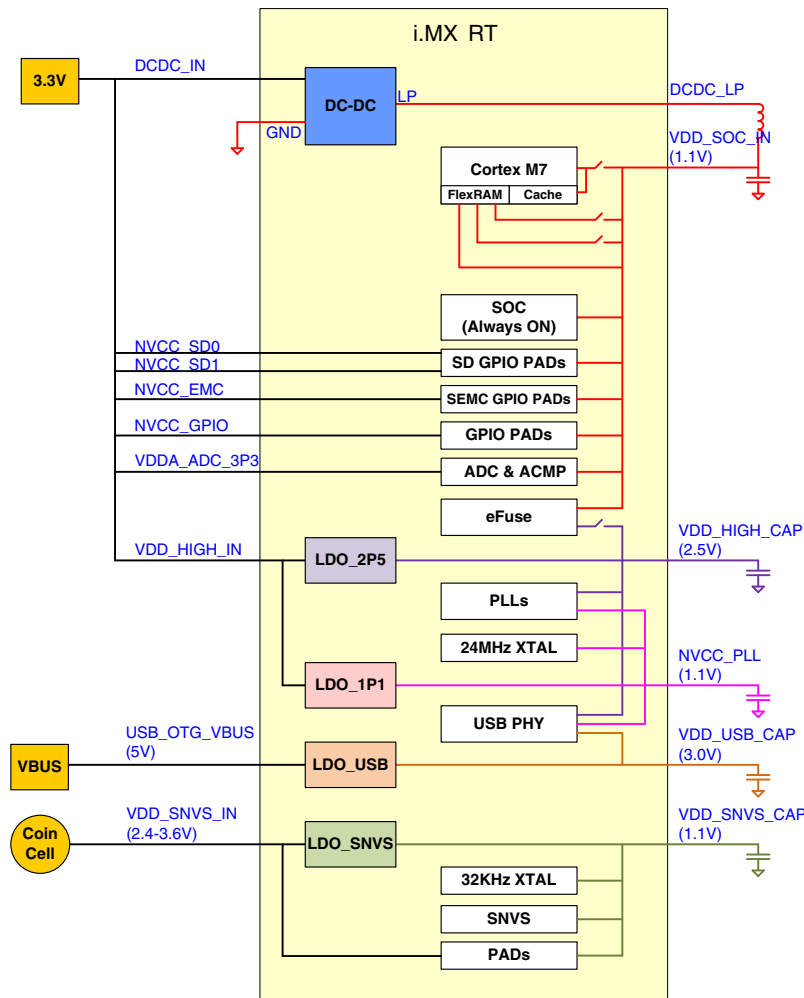 i.MX RT
3.3V
DCDC_IN
DC-DC
LP
DCDC_LP
GND
VDD_SOC_IN
(1.1V)
Cortex M7
FlexRAM
Cache
SOC
(Always ON)
NVCC_SD0
NVCC_SD1
SD GPIO PADs
NVCC_EMC
SEMC GPIO PADs
NVCC_GPIO
GPIO PADs
VDDA_ADC_3P3
ADC & ACMP
eFuse
VDD_HIGH_IN
LDO_2P5
VDD_HIGH_CAP
(2.5V)
PLLs
24MHz XTAL
LDO_1P1
NVCC_PLL
(1.1V)
USB PHY
VBUS
USB_OTG_VBUS
(5V)
LDO_USB
VDD_USB_CAP
(3.0V)
Coin
Cell
VDD_SNVS_IN
(2.4-3.6V)
LDO_SNVS
VDD_SNVS_CAP
(1.1V)
32KHz XTAL
SNVS
PADs